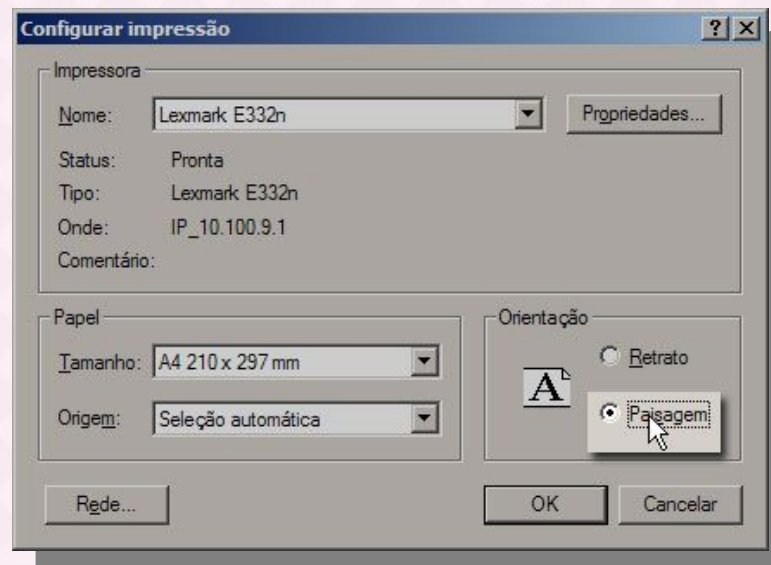 Configurar impressão
Impressora
Nome: Lexmark E332n Propriedades...
Status: Pronta
Tipo: Lexmark E332n
Onde: IP_10.100.9.1
Comentário:
Papel
Tamanho: A4 210 x 297 mm
Origem: Seleção automática
Orientação
A
Retrato
Paisagem
Rede... OK Cancelar